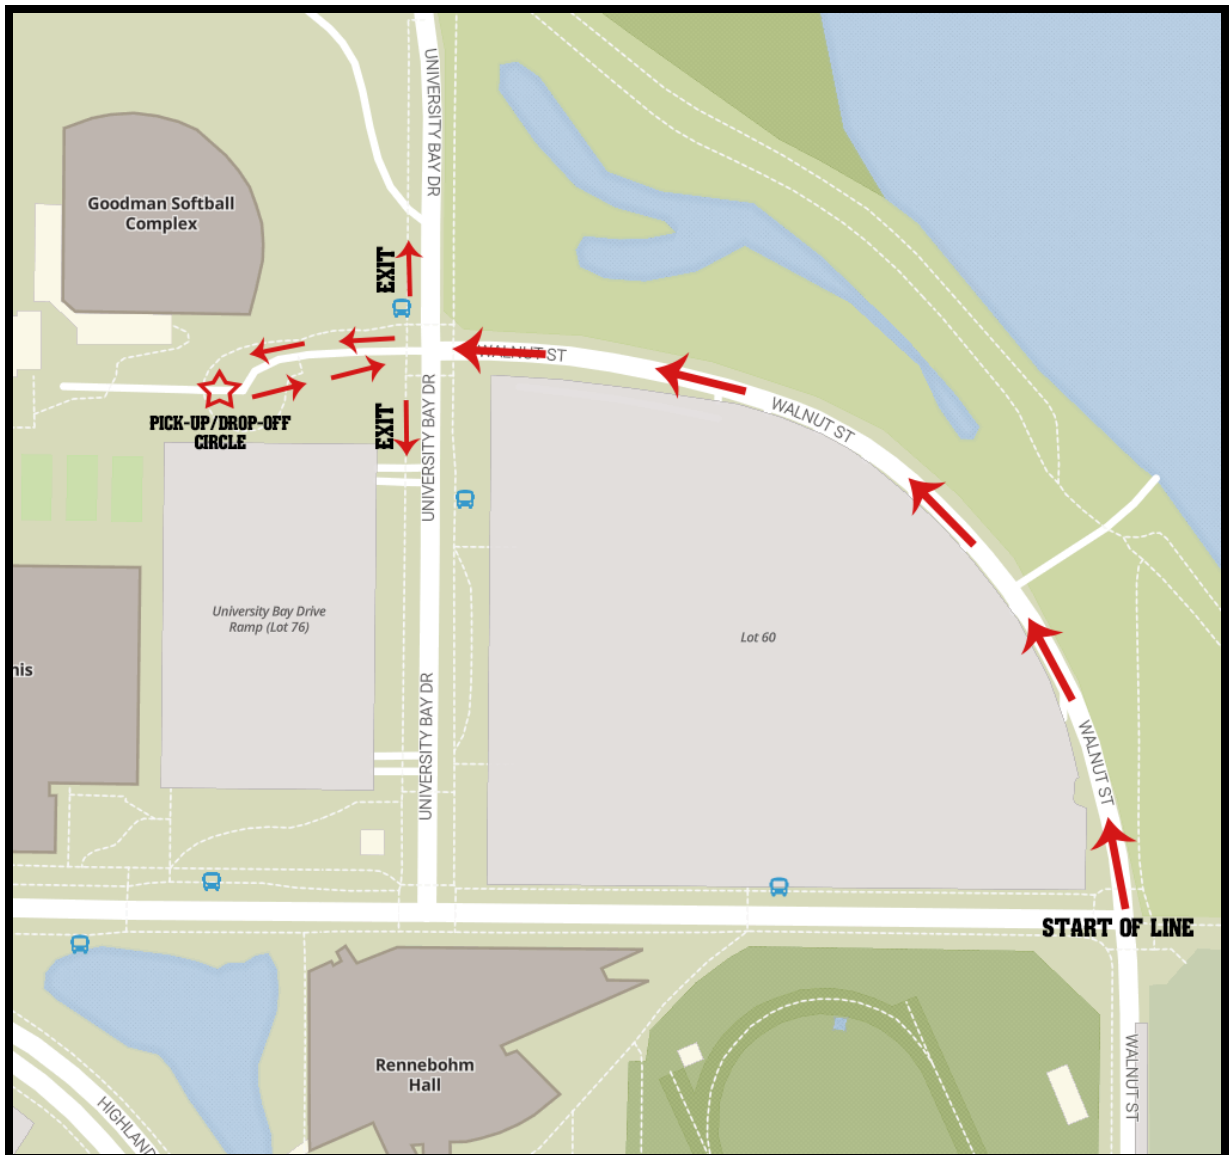 UNIVERSITY BAY DR
Goodman Softball
Complex
EXIT
WALNUT ST
WALNUT ST
PICK-UP/DROP-OFF
CIRCLE
EXIT
UNIVERSITY BAY DR
University Bay Drive
Ramp (Lot 76)
Lot 60
nis
UNIVERSITY BAY DR
WALNUT ST
START OF LINE
Rennebohm
Hall
WALNUT ST
HIGHLAND